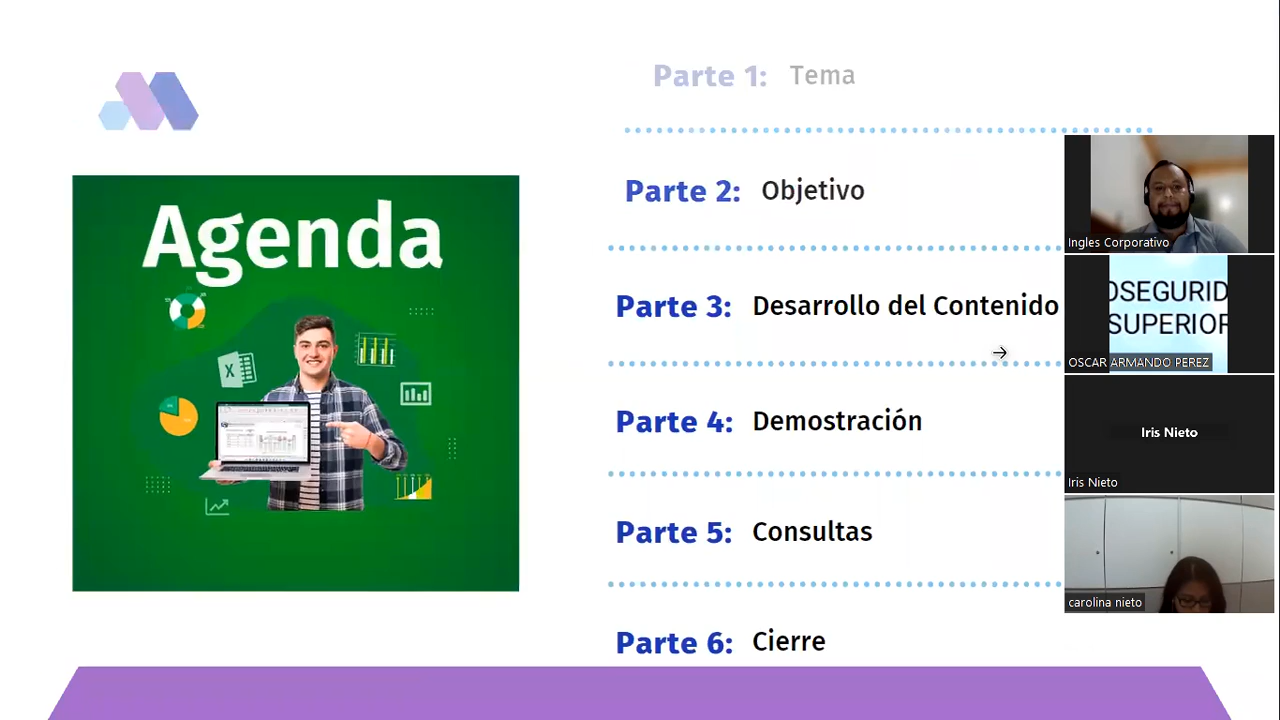 Agenda
X
Parte 1: Tema
Parte 2: Objetivo
Parte 3: Desarrollo del Contenido
Parte 4: Demostración
Parte 5: Consultas
Parte 6: Cierre
Ingles Corporativo
OSEGURID
SUPERIOR
OSCAR ARMANDO PEREZ
Iris Nieto
Iris Nieto
carolina nieto